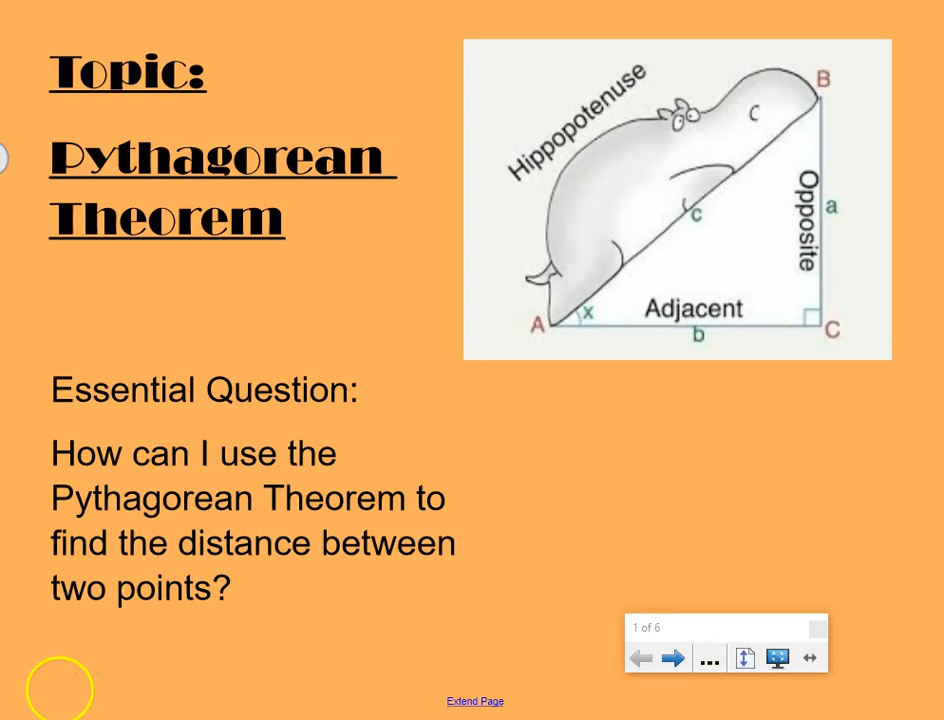 Topic:
Pythagorean
Theorem
Hippopotenuse
B
Opposite
a
c
x
Adjacent
A
b
C
Essential Question:
How can I use the
Pythagorean Theorem to
find the distance between
two points?
1 of 6
...
Extend Page